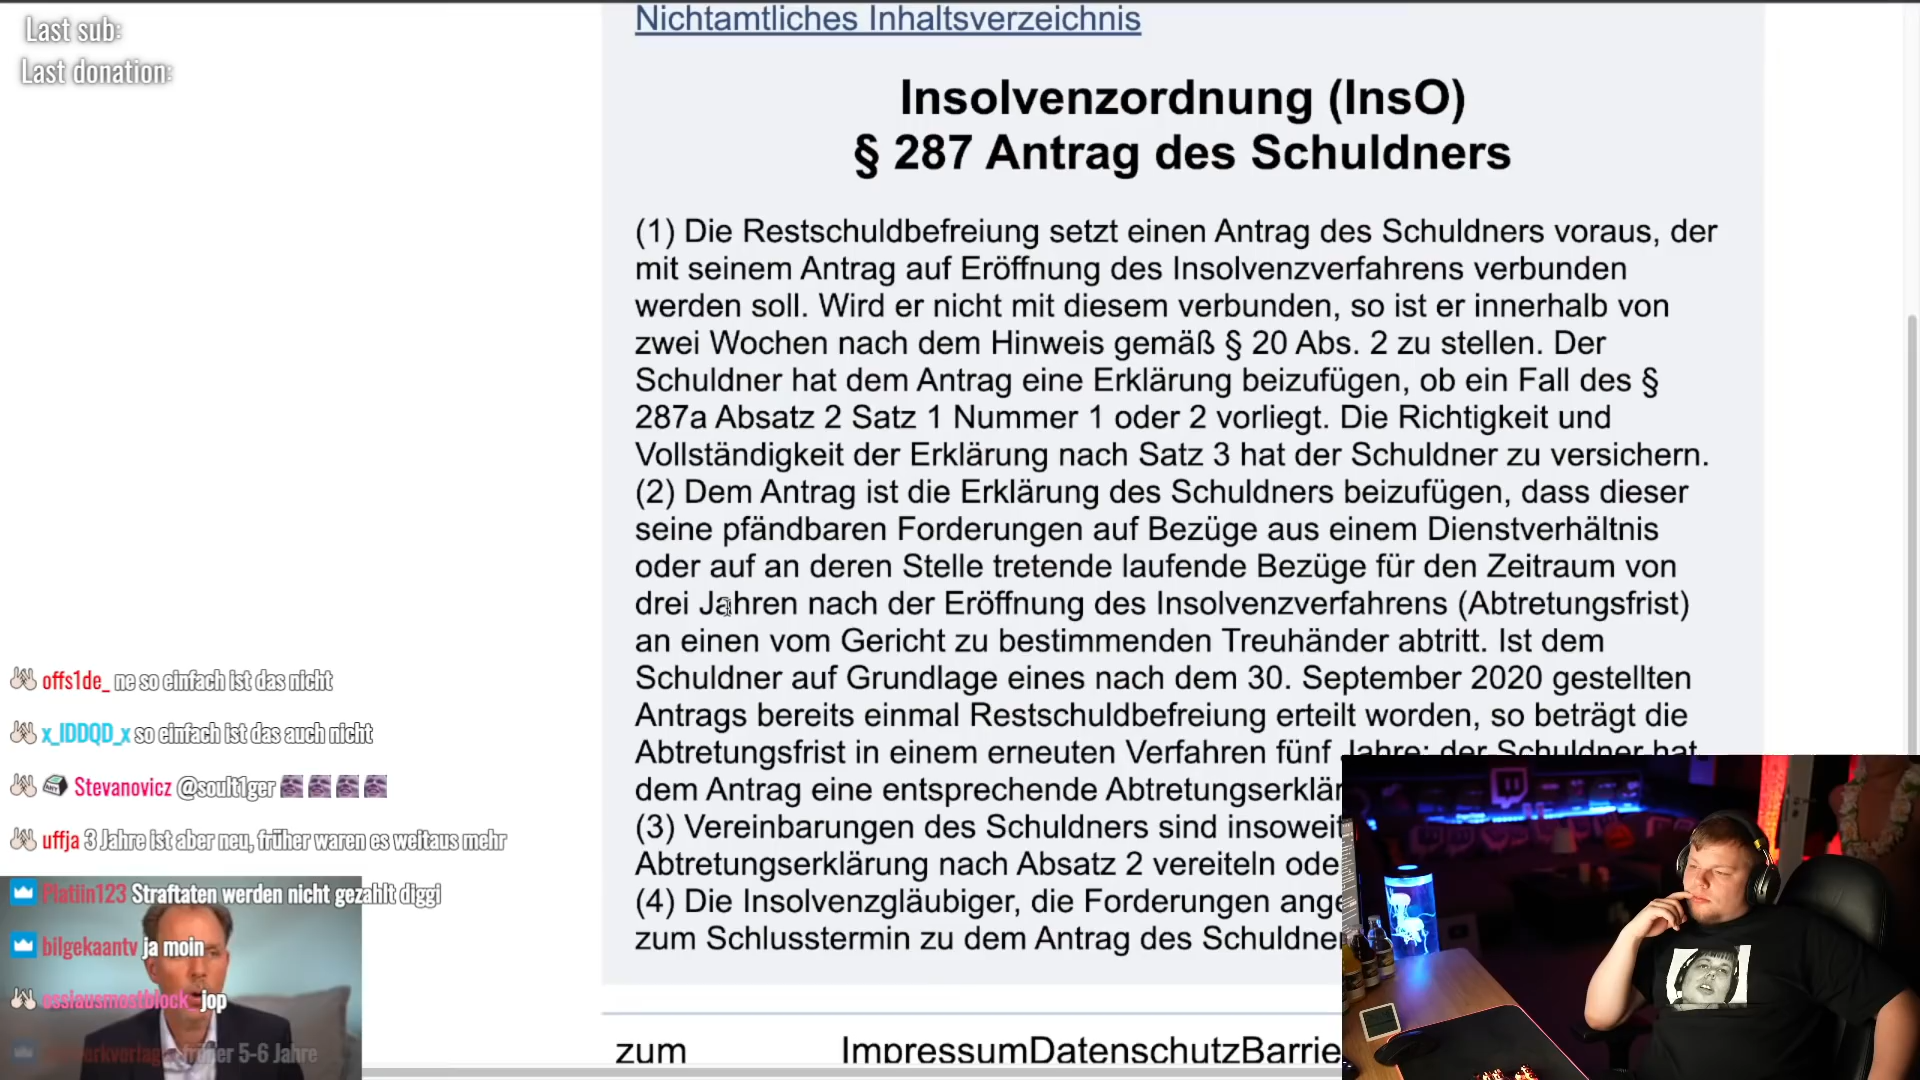 Last sub:
Last donation:
Nichtamtliches Inhaltsverzeichnis
Insolvenzordnung (InsO)
§ 287 Antrag des Schuldners
(1) Die Restschuldbefreiung setzt einen Antrag des Schuldners voraus, der
mit seinem Antrag auf Eröffnung des Insolvenzverfahrens verbunden
werden soll. Wird er nicht mit diesem verbunden, so ist er innerhalb von
zwei Wochen nach dem Hinweis gemäß § 20 Abs. 2 zu stellen. Der
Schuldner hat dem Antrag eine Erklärung beizufügen, ob ein Fall des §
287a Absatz 2 Satz 1 Nummer 1 oder 2 vorliegt. Die Richtigkeit und
Vollständigkeit der Erklärung nach Satz 3 hat der Schuldner zu versichern.
(2) Dem Antrag ist die Erklärung des Schuldners beizufügen, dass dieser
seine pfändbaren Forderungen auf Bezüge aus einem Dienstverhältnis
oder auf an deren Stelle tretende laufende Bezüge für den Zeitraum von
drei Jahren nach der Eröffnung des Insolvenzverfahrens (Abtretungsfrist)
an einen vom Gericht zu bestimmenden Treuhänder abtritt. Ist dem
Schuldner auf Grundlage eines nach dem 30. September 2020 gestellten
Antrags bereits einmal Restschuldbefreiung erteilt worden, so beträgt die
Abtretungsfrist in einem erneuten Verfahren fünf Jahre; der Schuldner hat
dem Antrag eine entsprechende Abtretungserklär
(3) Vereinbarungen des Schuldners sind insoweit
Abtretungserklärung nach Absatz 2 vereiteln ode
(4) Die Insolvenzgläubiger, die Forderungen ange
zum Schlusstermin zu dem Antrag des Schuldner
zum
ImpressumDatenschutzBarrie
offs1de_ ne so einfach ist das nicht
x_IDDQD_x so einfach ist das auch nicht
Stevanovicz @soult1ger
uffja 3 Jahre ist aber neu, früher waren es weitaus mehr
Platiin123 Straftaten werden nicht gezahlt diggi
bilgekaantv ja moin
ossiausmostblock_ jop
früher 5-6 Jahre